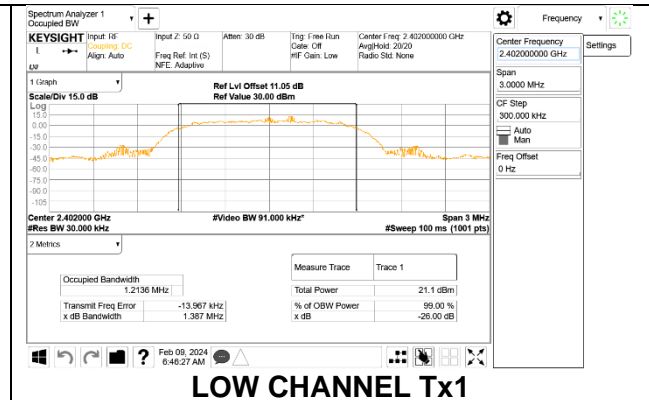 Spectrum Analyzer 1
Occupied BW
+
Frequency
KEYSIGHT
Input: RF
Coupling: DC
Align: Auto
Input Z: 50 Ω
Freq Ref: Int (S)
NFE: Adaptive
Atten: 30 dB
Trig: Free Run
Gate: Off
#IF Gain: Low
Center Freq: 2.402000000 GHz
Avg|Hold: 20/20
Radio Std: None
Center Frequency
2.402000000 GHz
Settings
Span
3.0000 MHz
CF Step
300.000 kHz
Auto
Man
Freq Offset
0 Hz
1 Graph
Scale/Div 15.0 dB
Ref Lvl Offset 11.05 dB
Ref Value 30.00 dBm
Log
15.0
0.00
-15.0
-30.0
-45.0
-60.0
-75.0
-90.0
-105
Center 2.402000 GHz
#Res BW 30.000 kHz
#Video BW 91.000 kHz*
Span 3 MHz
#Sweep 100 ms (1001 pts)
2 Metrics
Measure Trace Trace 1
Occupied Bandwidth
1.2136 MHz
Total Power 21.1 dBm
Transmit Freq Error -13.967 kHz
% of OBW Power 99.00 %
x dB Bandwidth 1.387 MHz
x dB -26.00 dB
?
Feb 09, 2024
6:46:27 AM
LOW CHANNEL Tx1